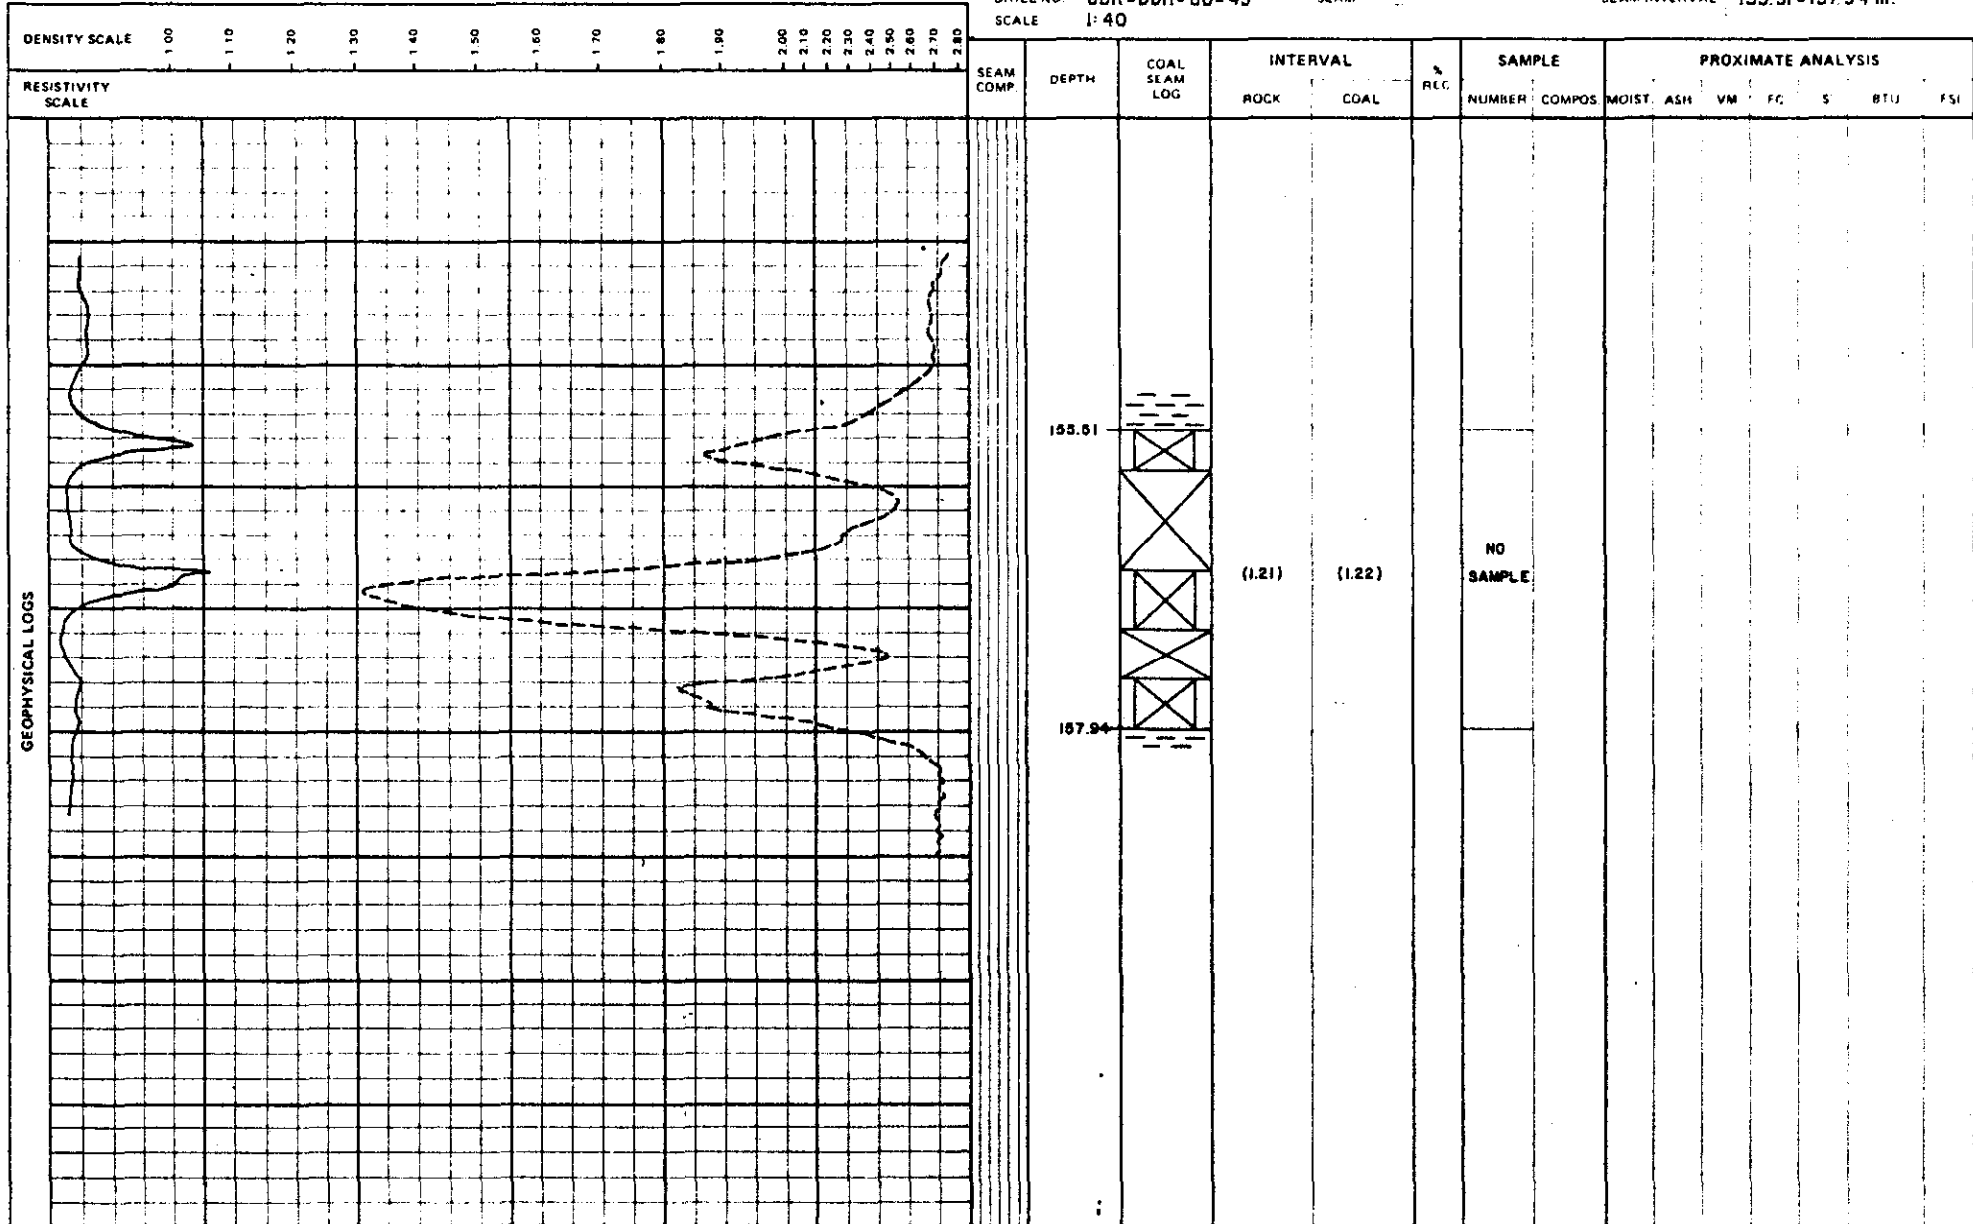 SCALE 1:40
DENSITY SCALE 1.00 1.10 1.20 1.30 1.40 1.50 1.60 1.70 1.80 1.90 2.00 2.10 2.20 2.30 2.40 2.50 2.60 2.70 2.80
RESISTIVITY
SCALE
SEAM
COMP.
DEPTH
COAL
SEAM
LOG
INTERVAL
ROCK COAL
%
REC
SAMPLE
NUMBER COMPOS.
PROXIMATE ANALYSIS
MOIST. ASH VM FC S BTU FSI
GEOPHYSICAL LOGS
155.51
(1.21) (1.22)
NO
SAMPLE
157.94